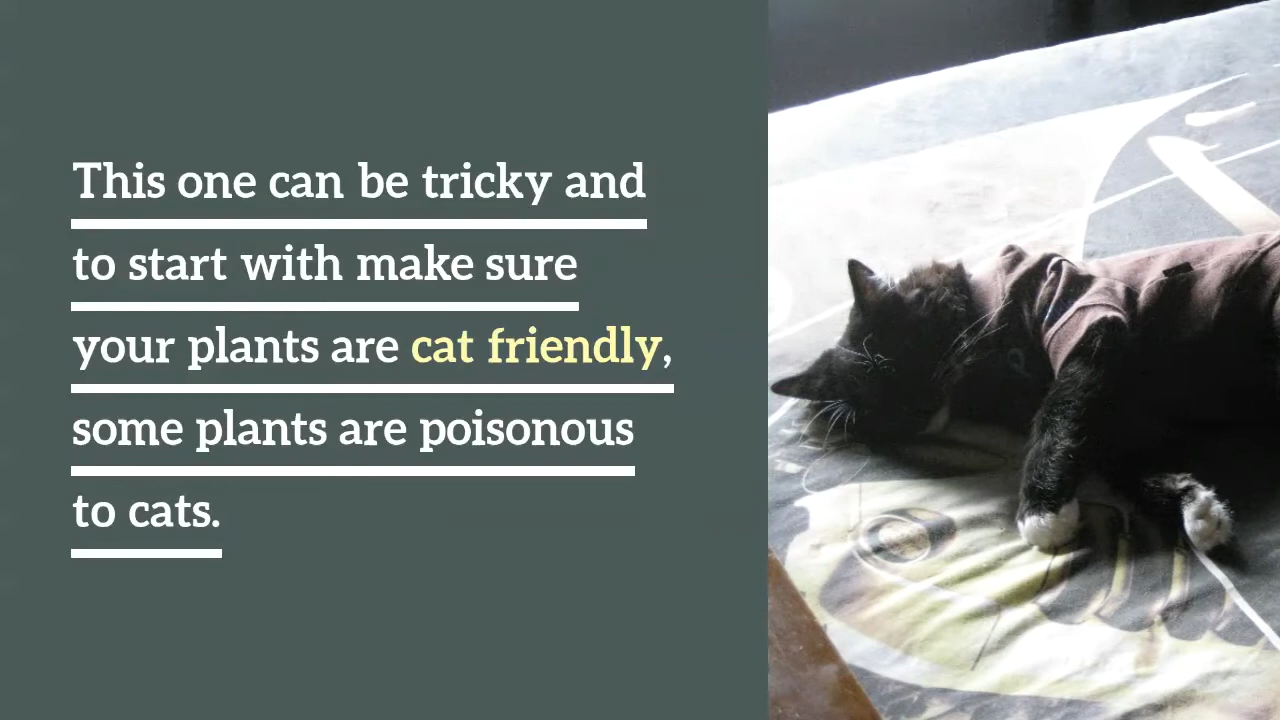 This one can be tricky and
to start with make sure
your plants are cat friendly,
some plants are poisonous
to cats.